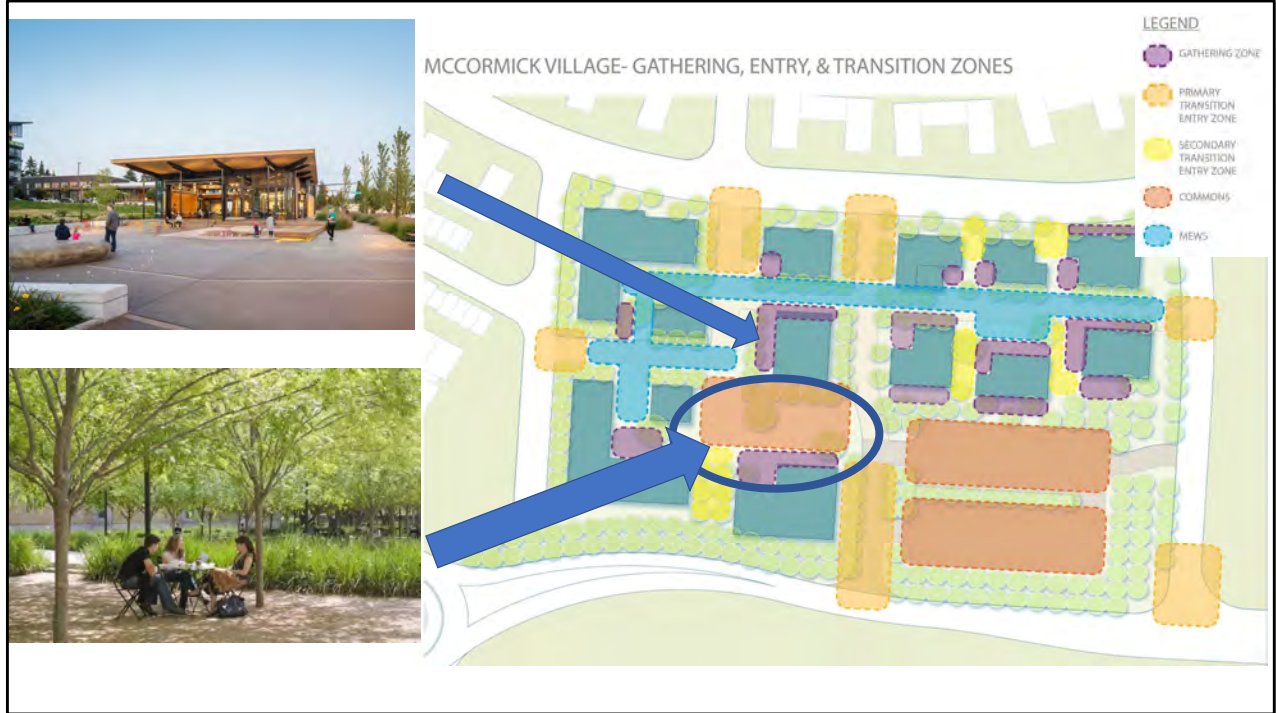 MCCORMICK VILLAGE- GATHERING, ENTRY, & TRANSITION ZONES
LEGEND
GATHERING ZONE
PRIMARY
TRANSITION
ENTRY ZONE
SECONDARY
TRANSITION
ENTRY ZONE
COMMONS
MEWS